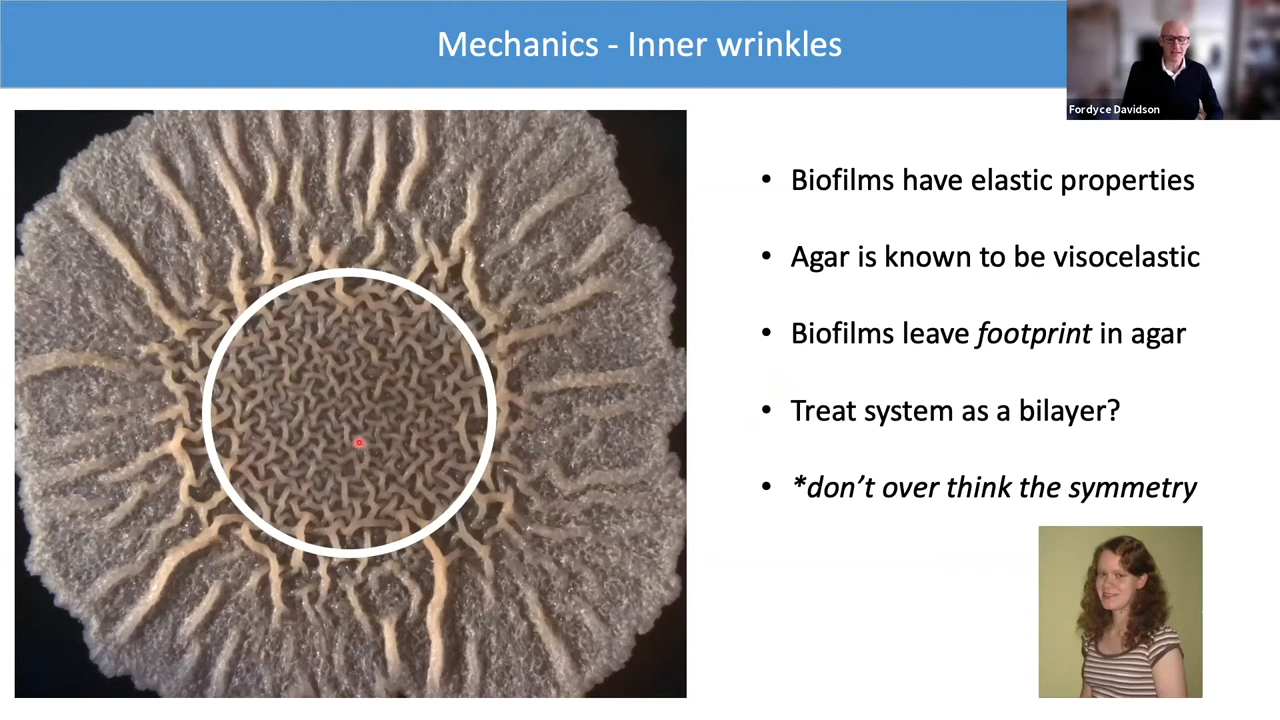 Mechanics - Inner wrinkles
Fordyce Davidson
• Biofilms have elastic properties
• Agar is known to be visocelastic
• Biofilms leave footprint in agar
• Treat system as a bilayer?
• *don't over think the symmetry